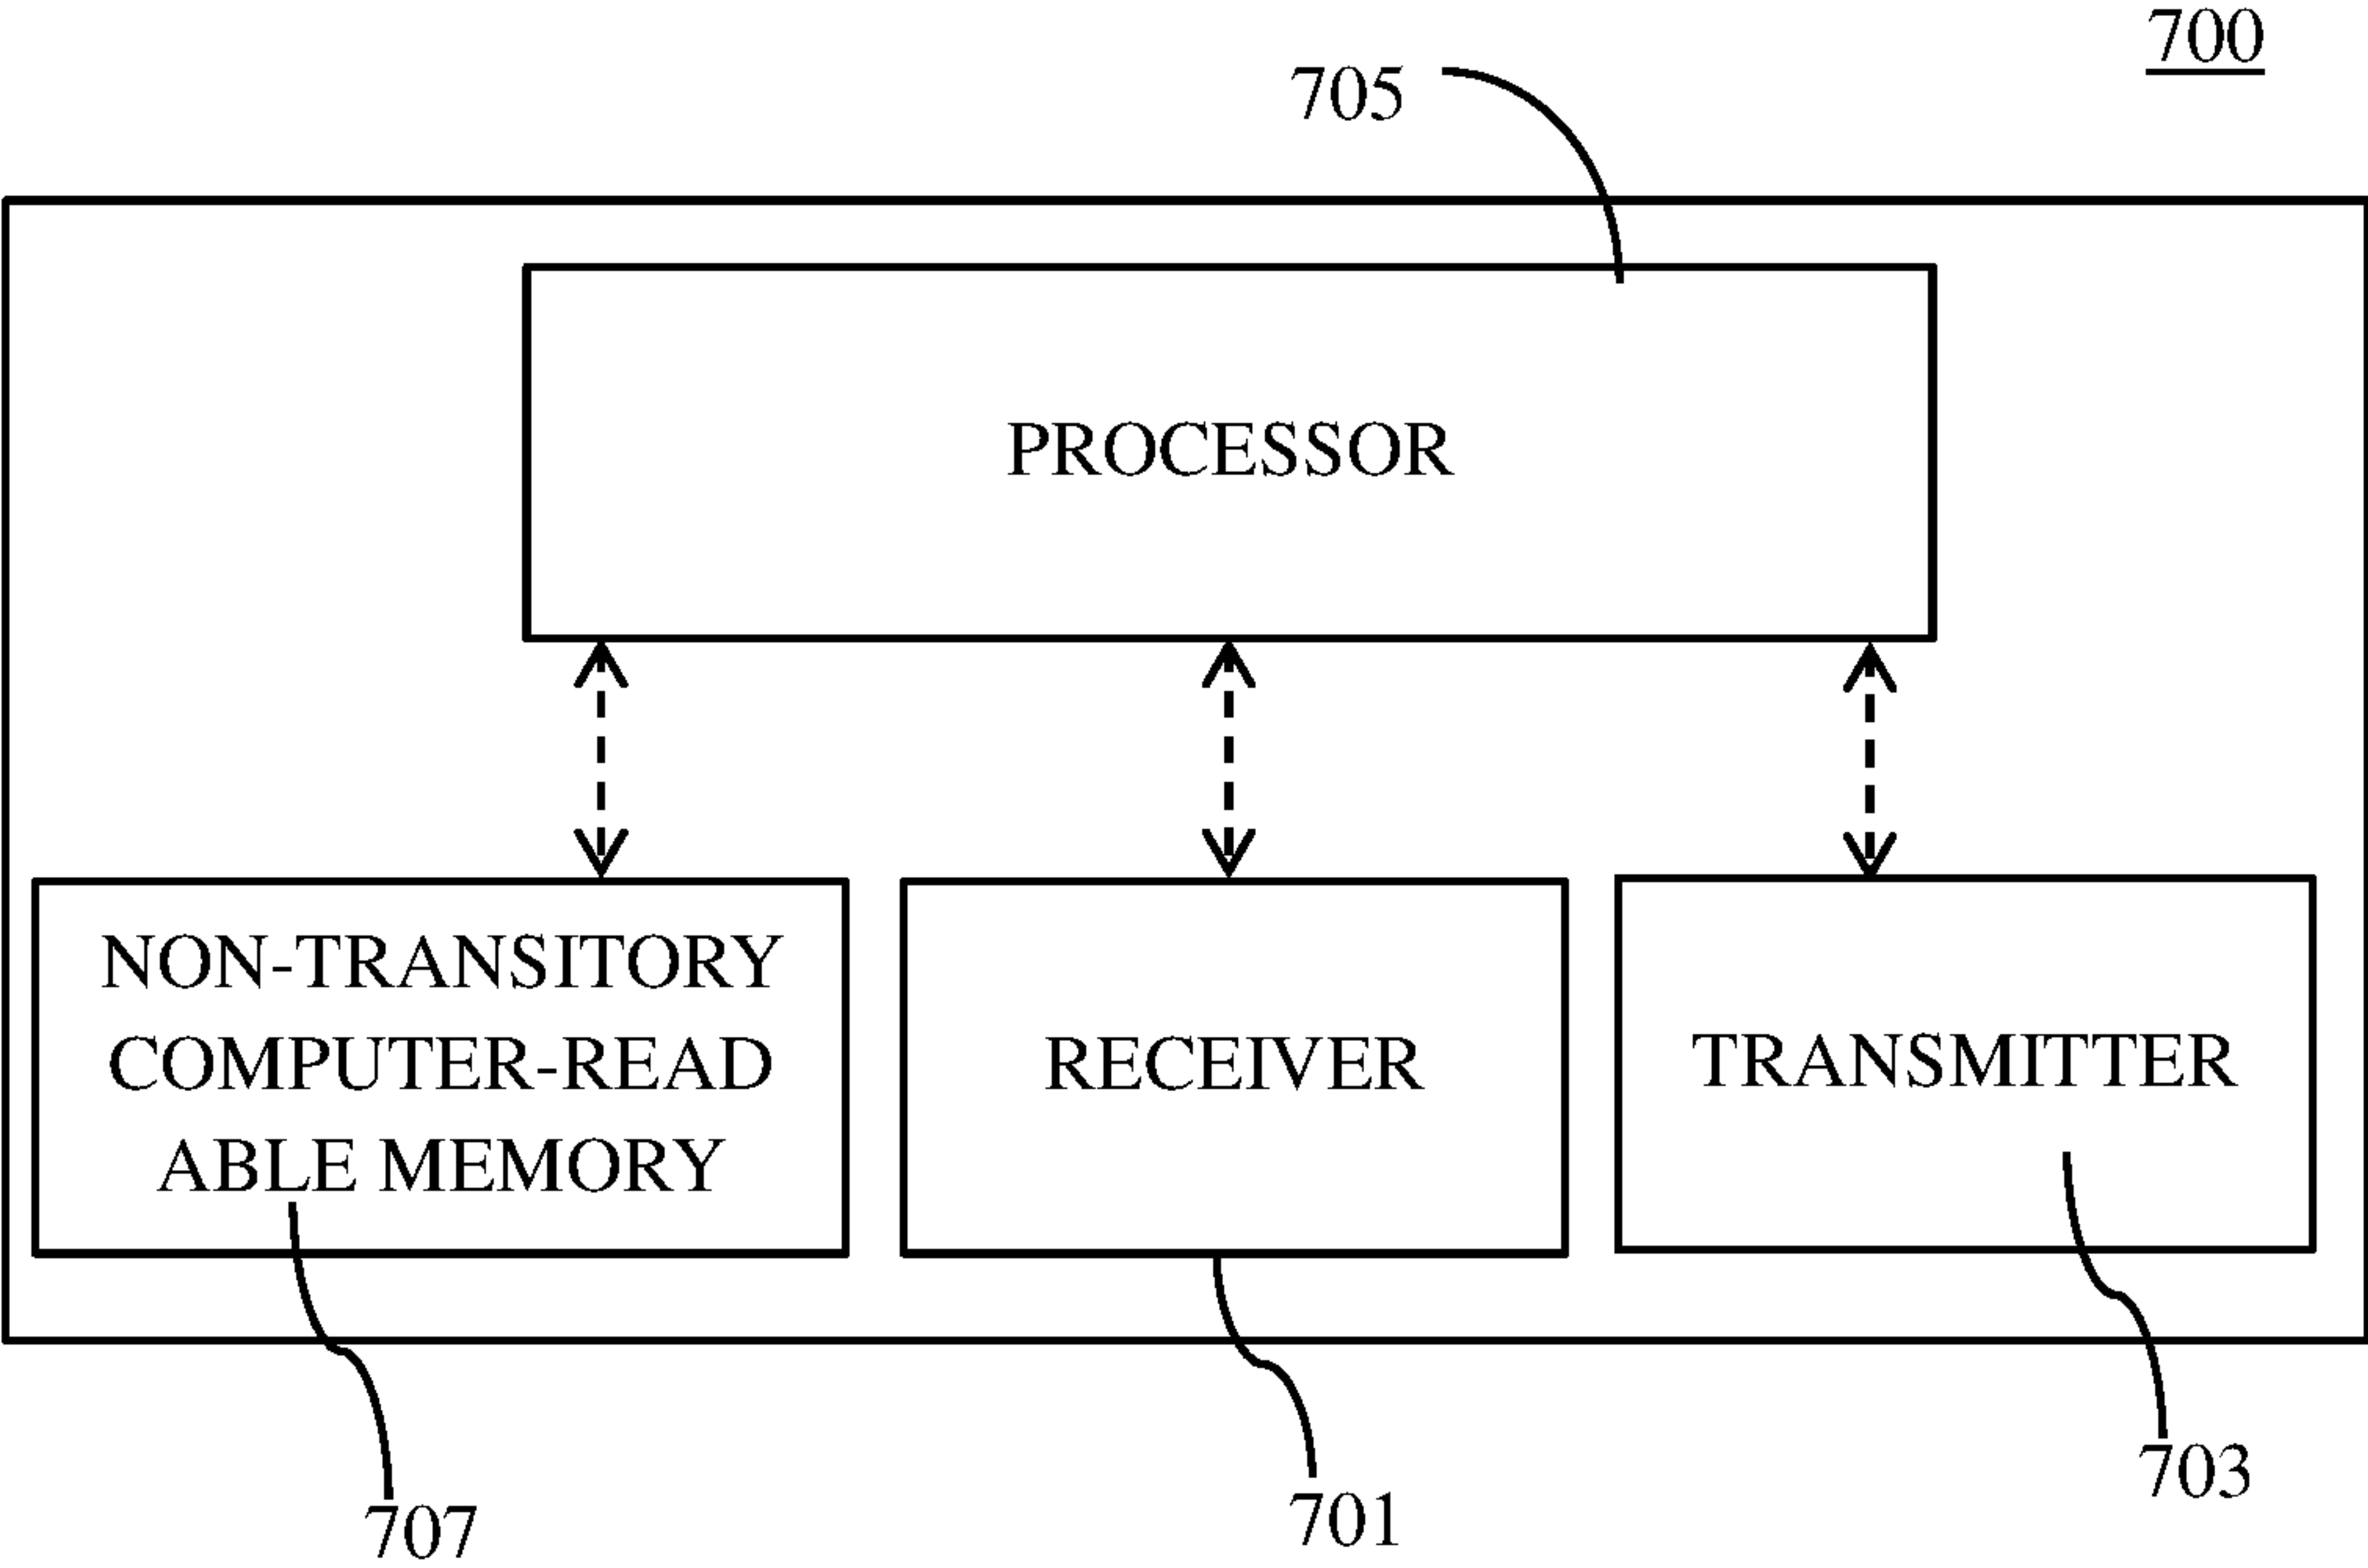 700
705
PROCESSOR
NON-TRANSITORY
COMPUTER-READ
ABLE MEMORY
RECEIVER
TRANSMITTER
703
701
707